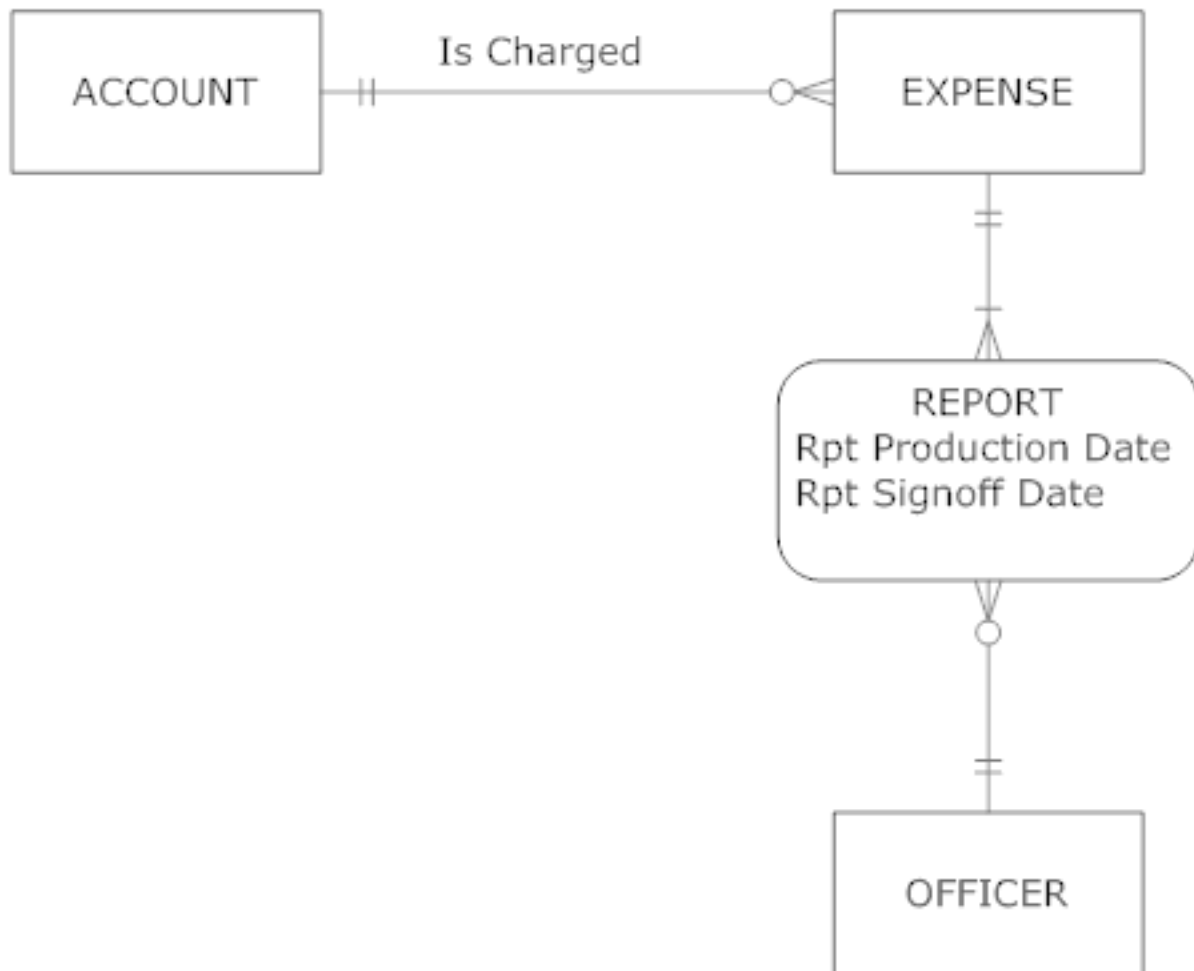 Is Charged
ACCOUNT
EXPENSE
REPORT
Rpt Production Date
Rpt Signoff Date
OFFICER